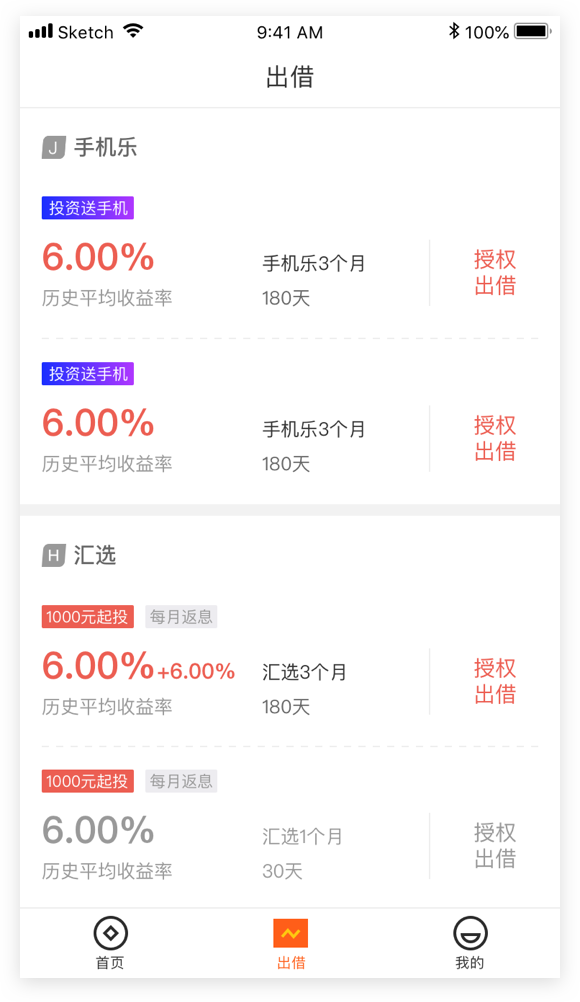 Sketch 9:41 AM 100%
出借
J 手机乐
投资送手机
6.00%
历史平均收益率
手机乐3个月
180天
授权
出借
投资送手机
6.00%
历史平均收益率
手机乐3个月
180天
授权
出借
H 汇选
1000元起投 每月返息
6.00%+6.00%
历史平均收益率
汇选3个月
180天
授权
出借
1000元起投 每月返息
6.00%
历史平均收益率
汇选1个月
30天
授权
出借
首页 出借 我的